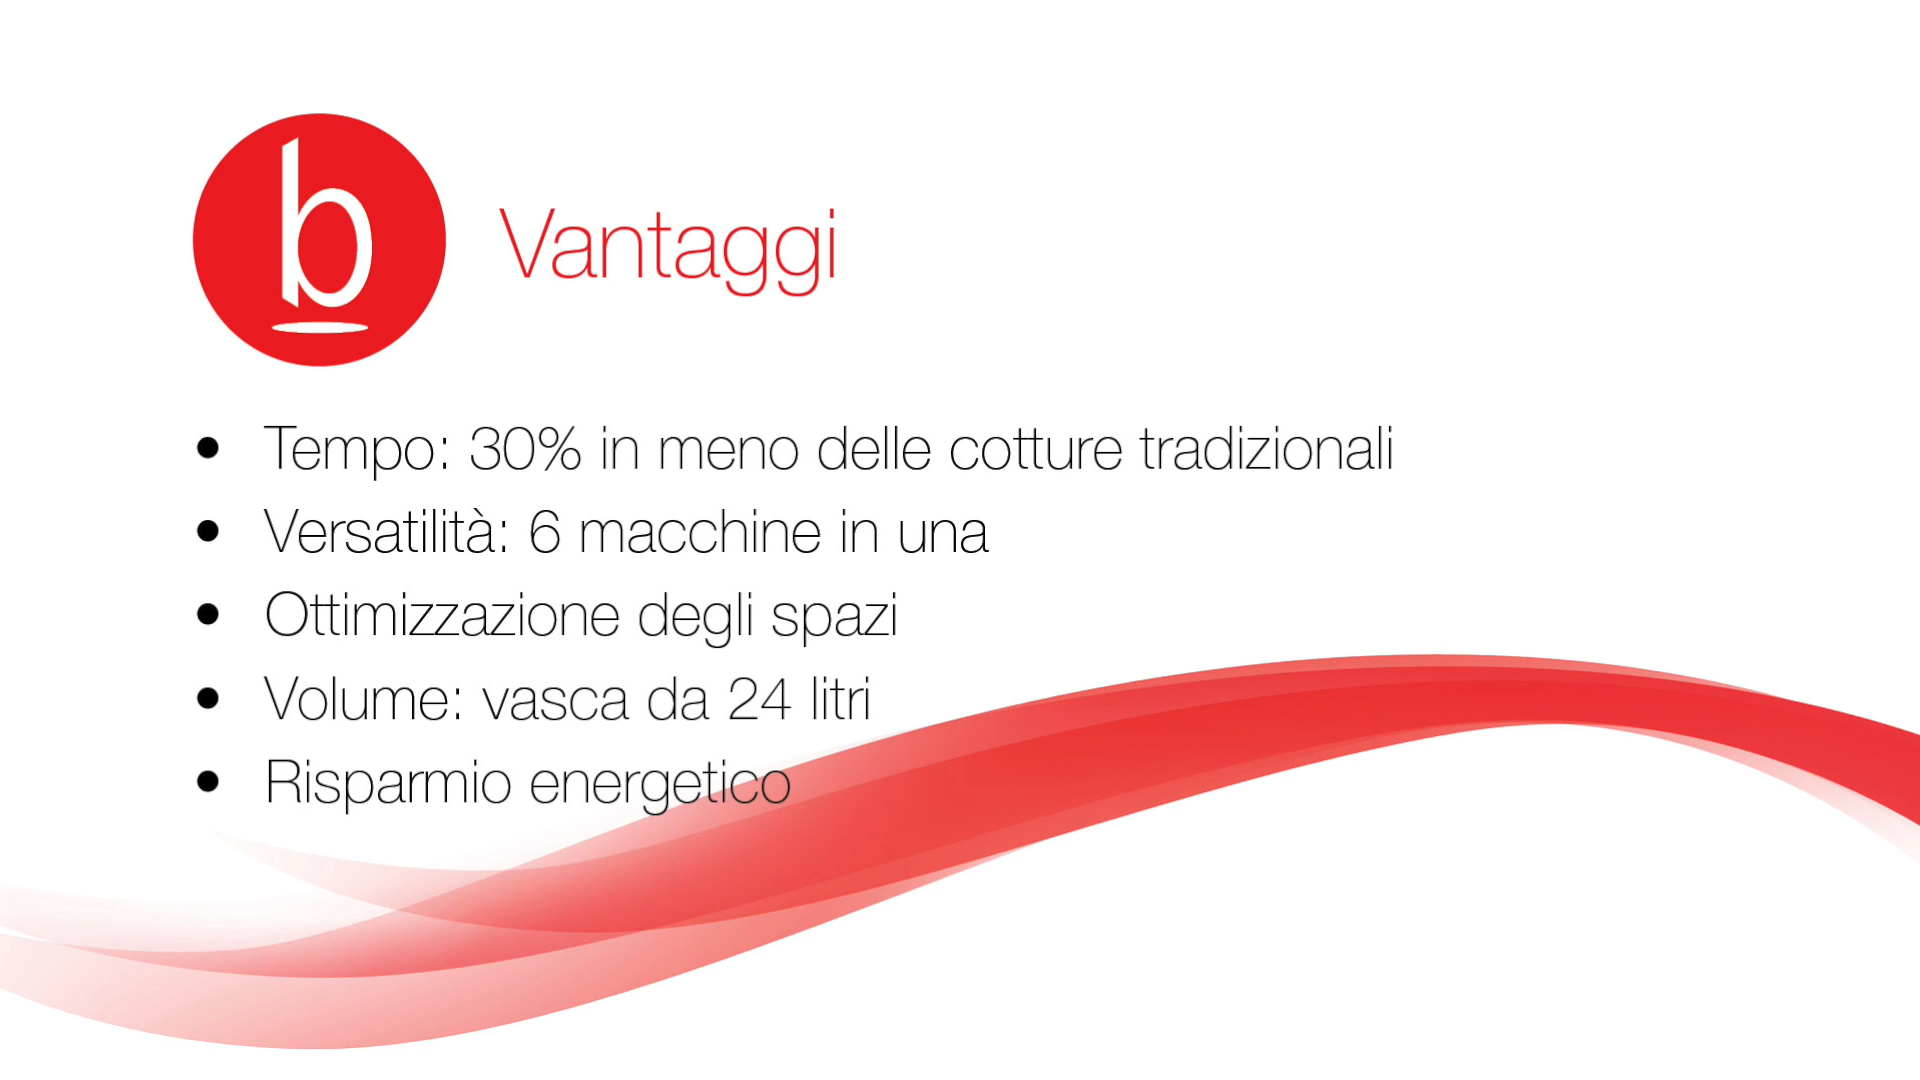 b
Vantaggi
• Tempo: 30% in meno delle cotture tradizionali
• Versatilità: 6 macchine in una
• Ottimizzazione degli spazi
• Volume: vasca da 24 litri
• Risparmio energetico